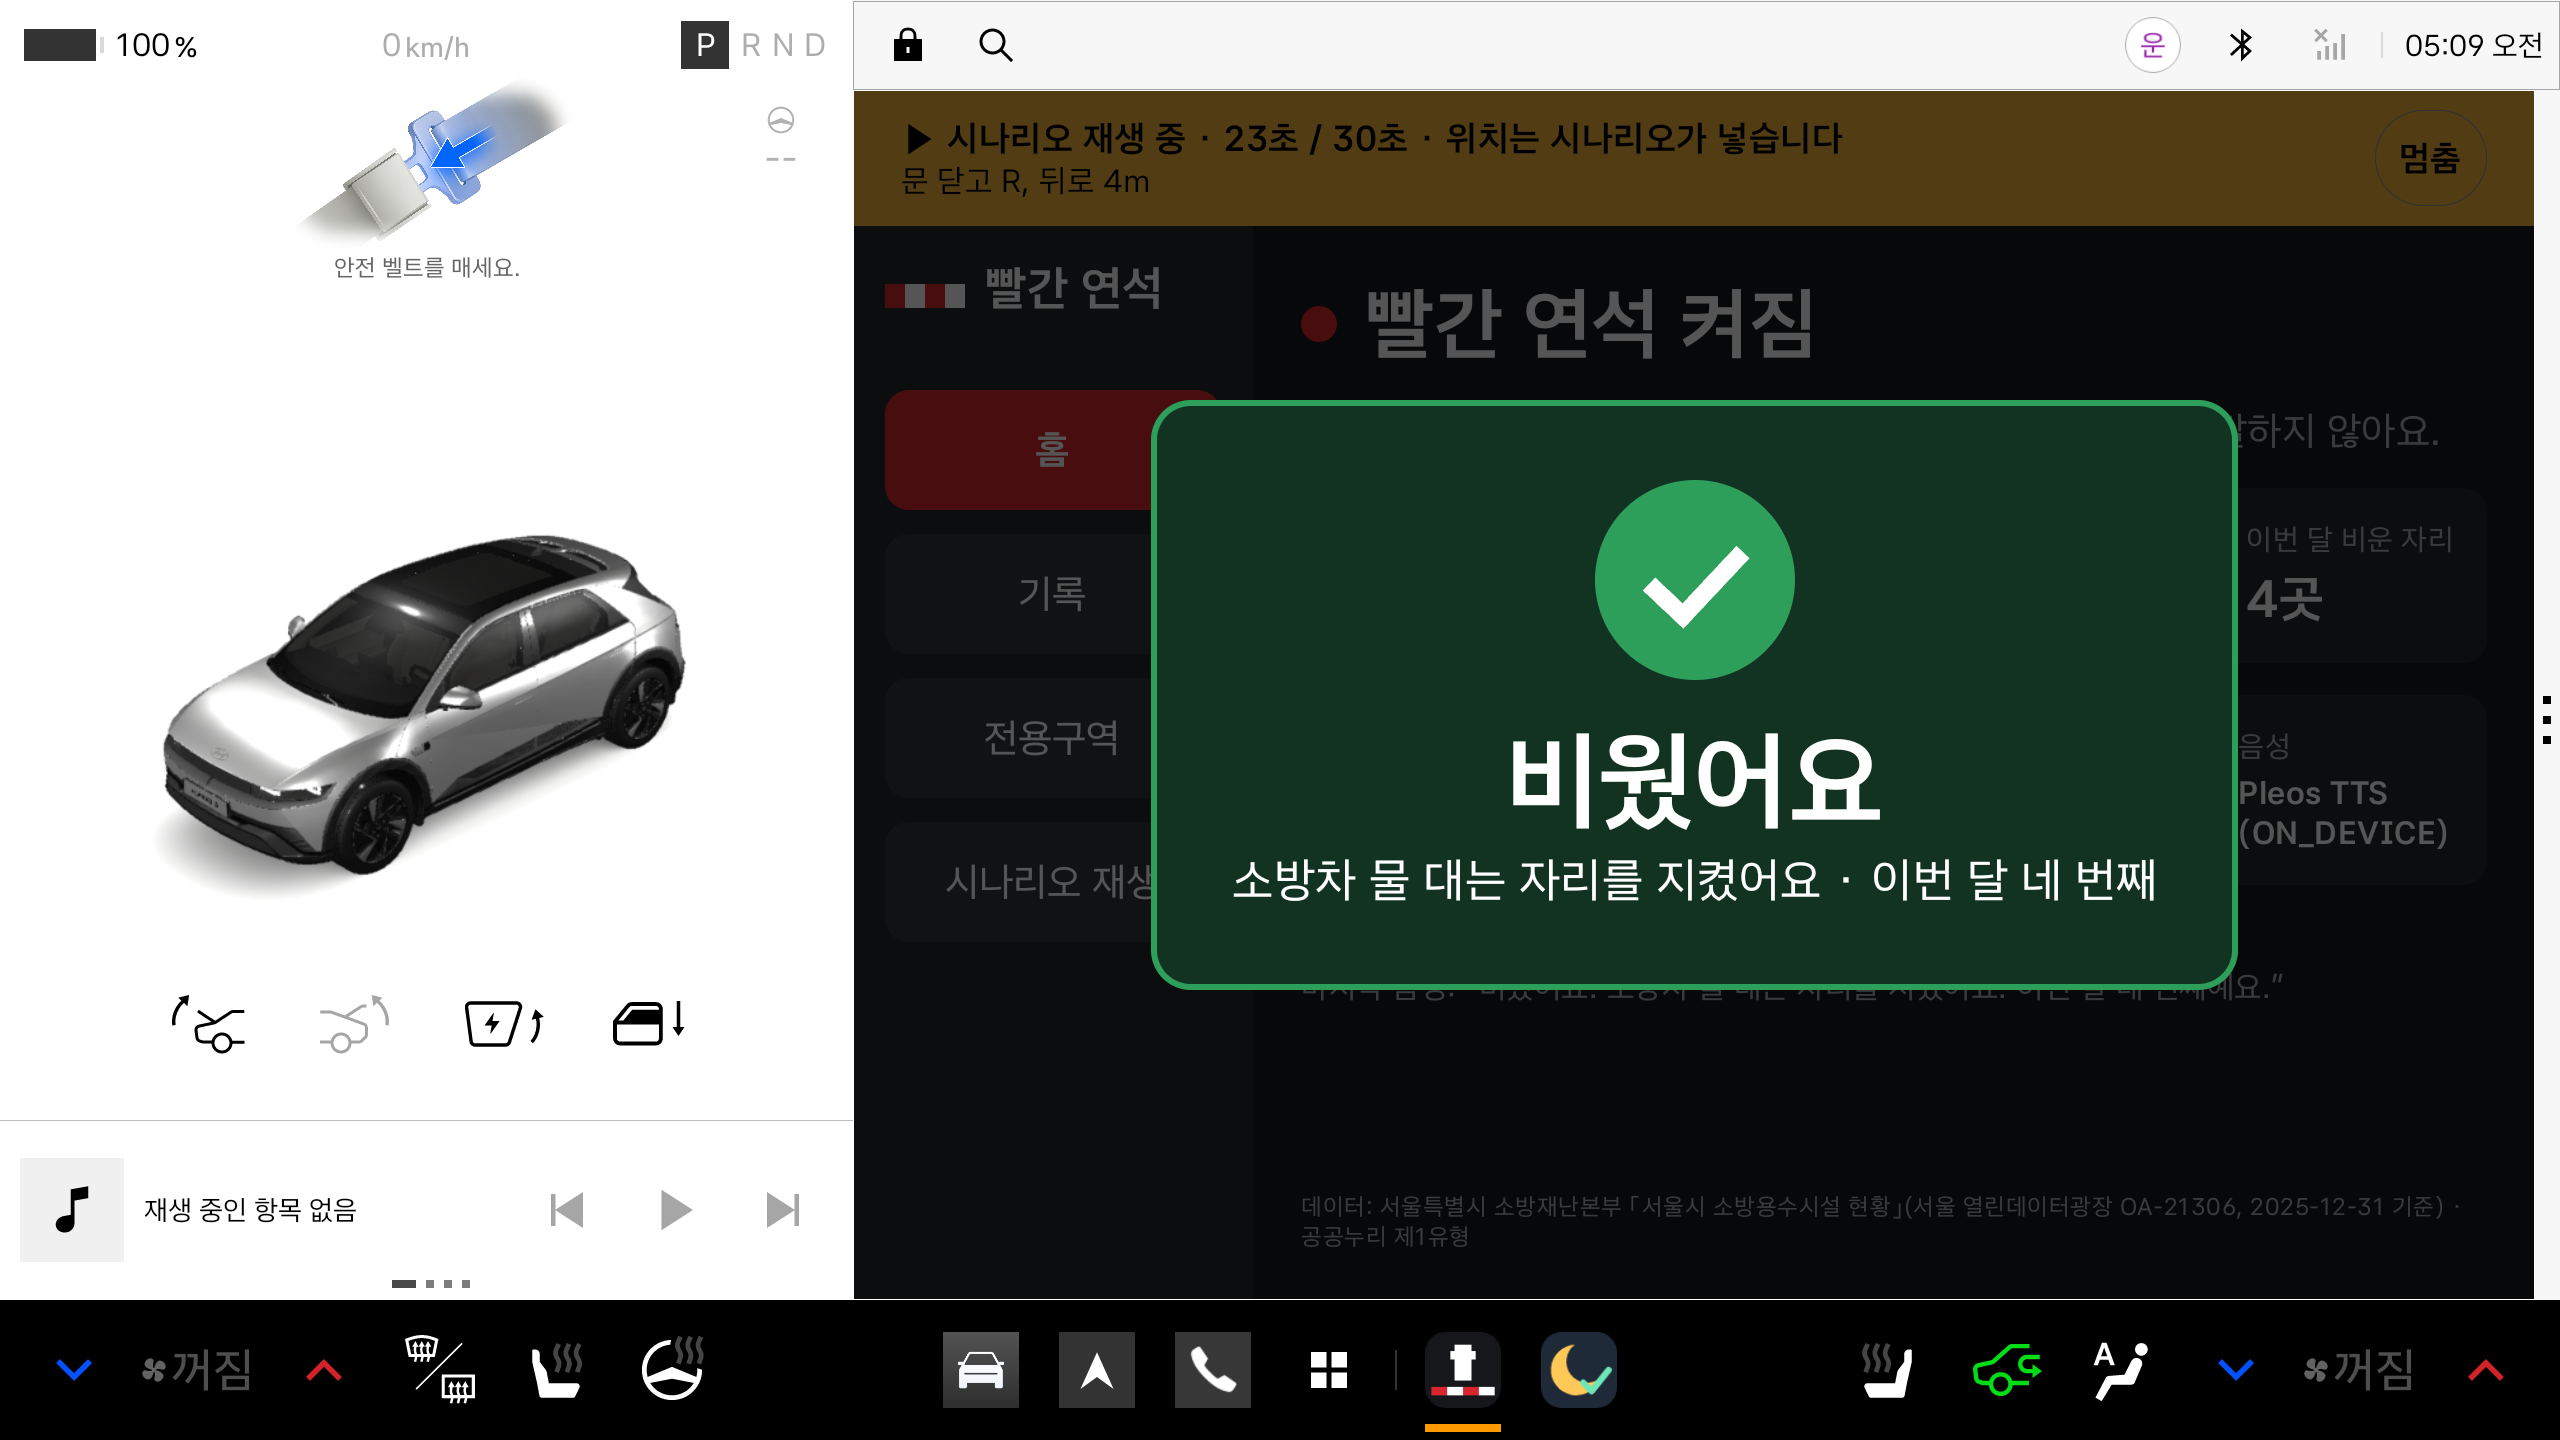 100%
0 km/h
P R N D
운
05:09 오전
안전 벨트를 매세요.
▶ 시나리오 재생 중 · 23초 / 30초 · 위치는 시나리오가 넣습니다
문 닫고 R, 뒤로 4m
멈춤
빨간 연석
홈
기록
전용구역
시나리오 재생
빨간 연석 켜짐
하지 않아요.
이번 달 비운 자리
4곳
음성
Pleos TTS
(ON_DEVICE)
비웠어요
소방차 물 대는 자리를 지켰어요 · 이번 달 네 번째
데이터: 서울특별시 소방재난본부 「서울시 소방용수시설 현황」(서울 열린데이터광장 OA-21306, 2025-12-31 기준) ·
공공누리 제1유형
재생 중인 항목 없음
꺼짐
A
꺼짐